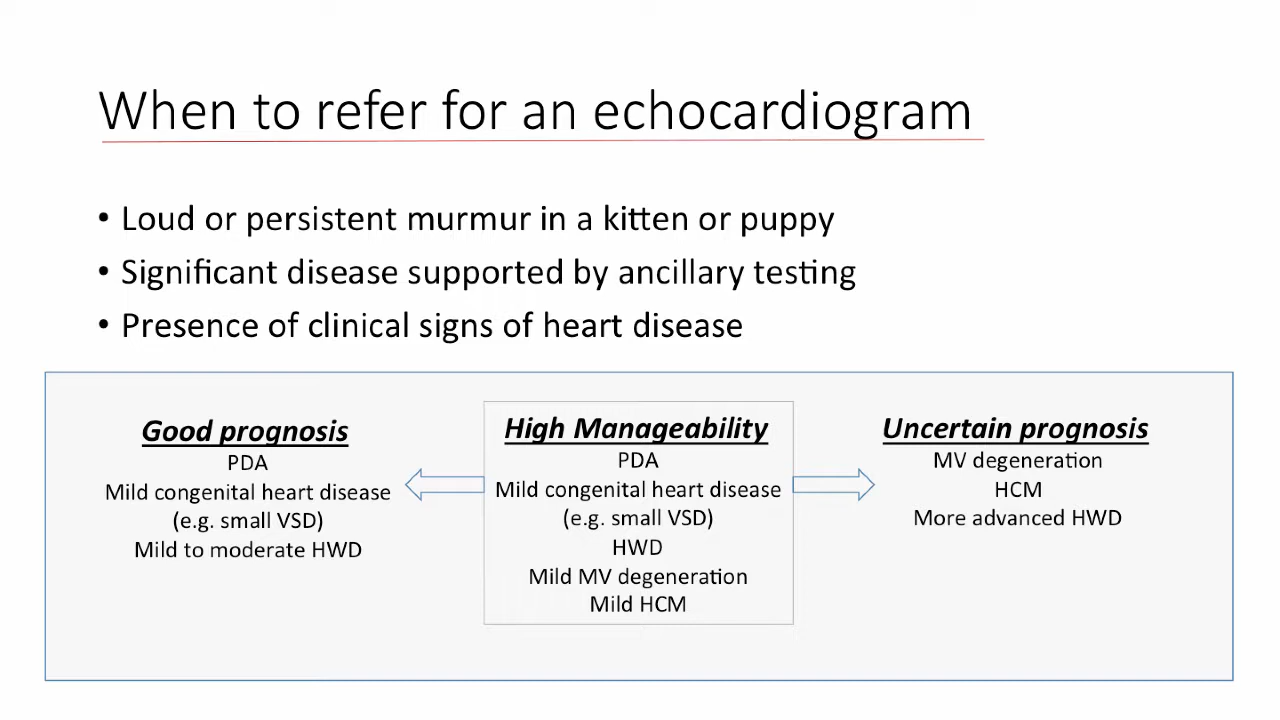 When to refer for an echocardiogram
• Loud or persistent murmur in a kitten or puppy
• Significant disease supported by ancillary testing
• Presence of clinical signs of heart disease
Good prognosis
PDA
Mild congenital heart disease
(e.g. small VSD)
Mild to moderate HWD
High Manageability
PDA
Mild congenital heart disease
(e.g. small VSD)
HWD
Mild MV degeneration
Mild HCM
Uncertain prognosis
MV degeneration
HCM
More advanced HWD